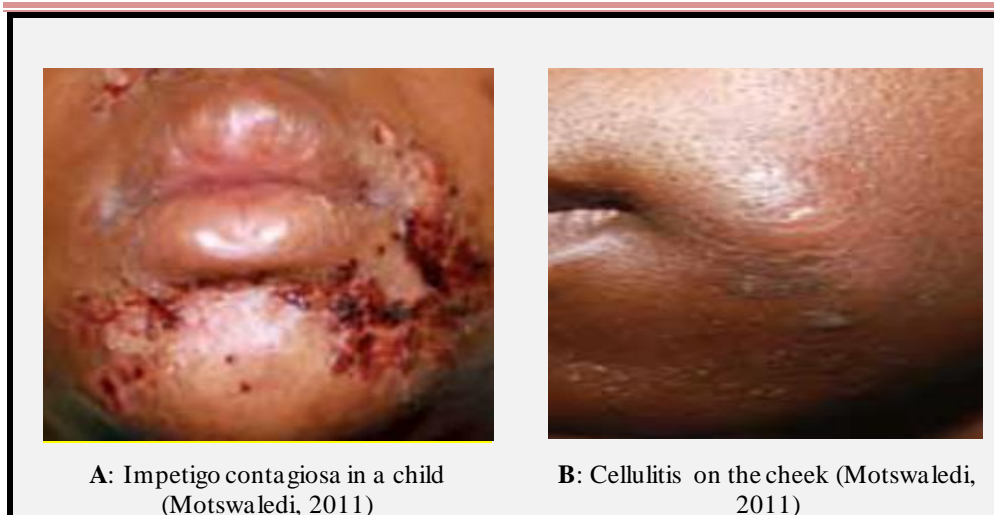 A: Impetigo contagiosa in a child
(Motswaledi, 2011)
B: Cellulitis on the cheek (Motswaledi,
2011)